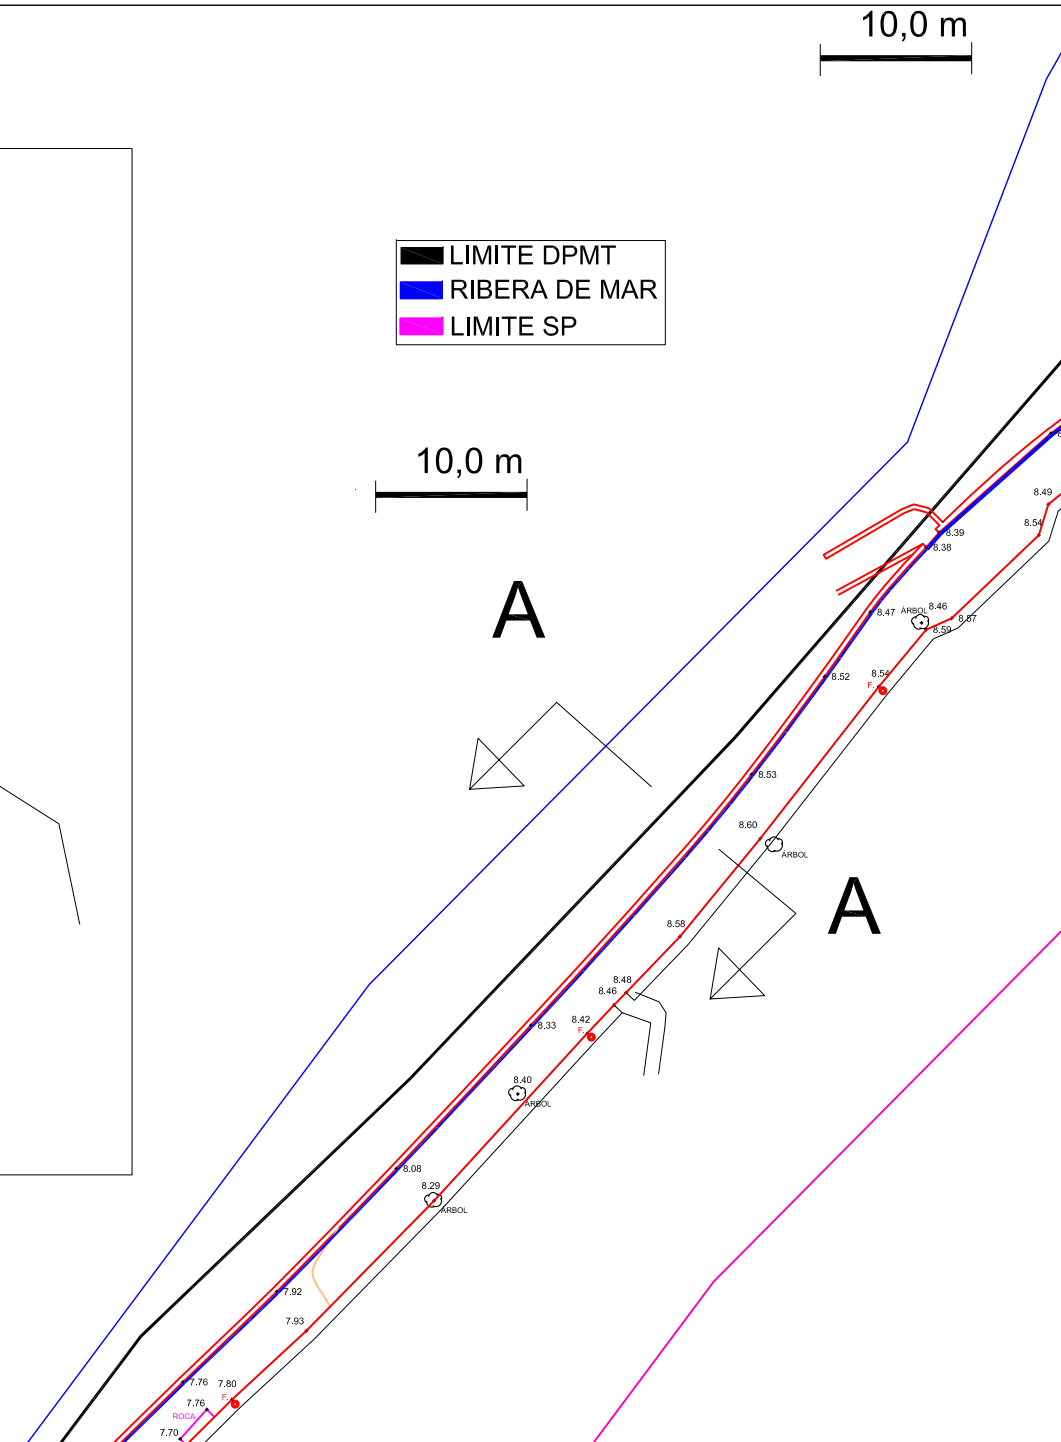 10,0 m
LIMITE DPMT
RIBERA DE MAR
LIMITE SP
10,0 m
8.49
8.54
8.39
8.38
A
8.46
ÁRBOL
8.47
8.57
8.59
8.54
8.52
F.
8.53
8.60
ÁRBOL
A
8.58
8.48
8.46
8.42
8.33
F.
8.40
ÁRBOL
8.08
8.29
ÁRBOL
7.92
7.93
7.76
7.80
F.
7.76
ROCA
7.70